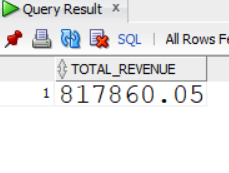 Query Result x
SQL | All Rows Fe
TOTAL_REVENUE
1 817860.05